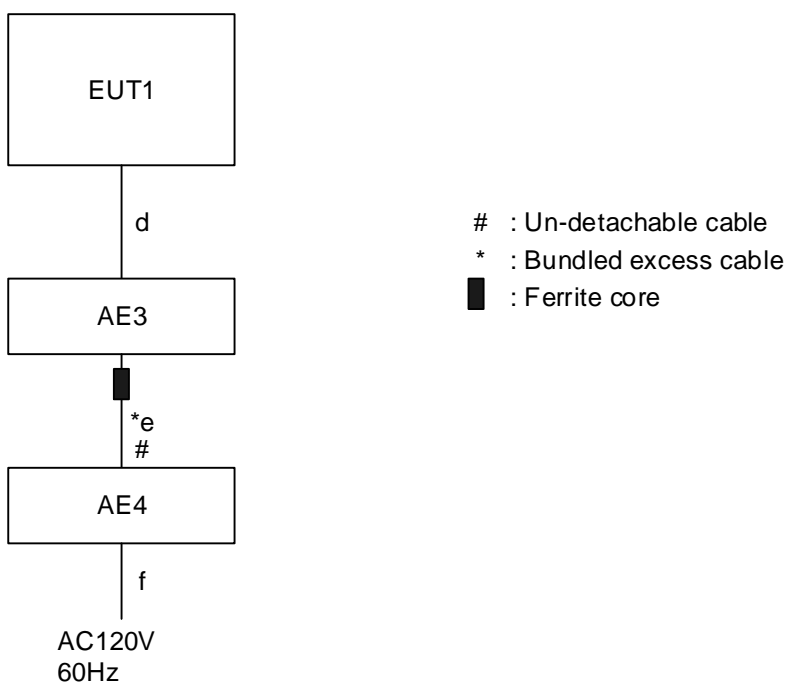 EUT1
d
AE3
*e
#
AE4
f
AC120V
60Hz
# : Un-detachable cable
* : Bundled excess cable
: Ferrite core